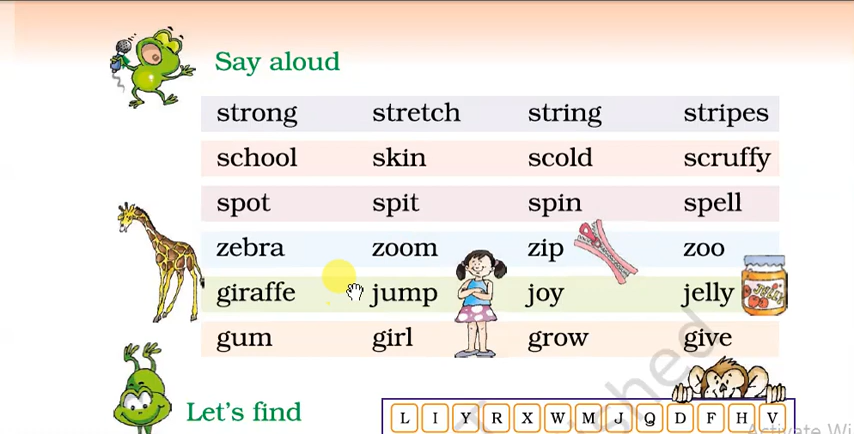 Say aloud
strong stretch string stripes
school skin scold scruffy
spot spit spin spell
zebra zoom zip zoo
giraffe jump joy jelly
gum girl grow give
Let's find
L I Y R X W M J Q D F H V